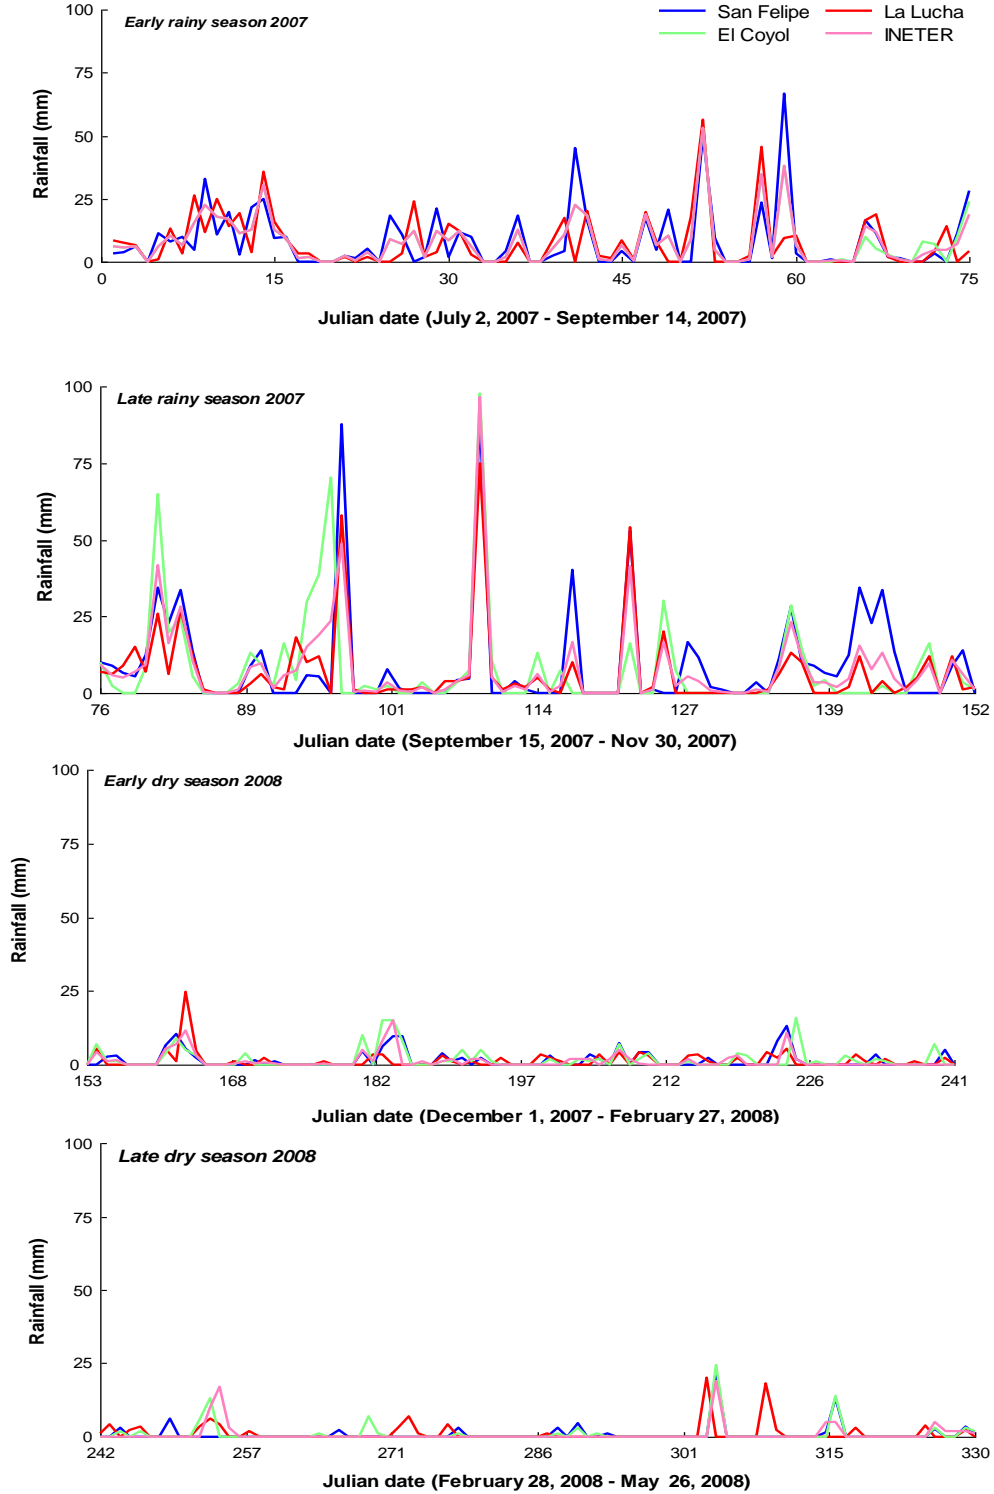 Early rainy season 2007
San Felipe
La Lucha
El Coyol
INETER
Rainfall (mm)
100
75
50
25
0
0
15
30
45
60
75
Julian date (July 2, 2007 - September 14, 2007)
Late rainy season 2007
Rainfall (mm)
100
75
50
25
0
76
89
101
114
127
139
152
Julian date (September 15, 2007 - Nov 30, 2007)
Early dry season 2008
Rainfall (mm)
100
75
50
25
0
153
168
182
197
212
226
241
Julian date (December 1, 2007 - February 27, 2008)
Late dry season 2008
Rainfall (mm)
100
75
50
25
0
242
257
271
286
301
315
330
Julian date (February 28, 2008 - May 26, 2008)